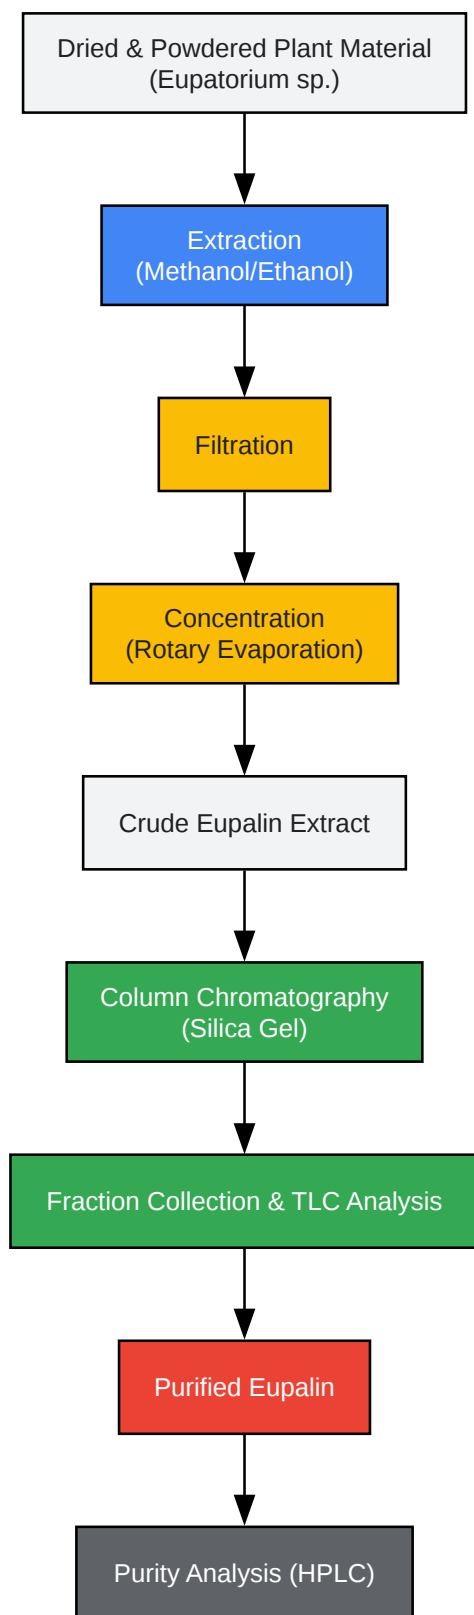 Dried & Powdered Plant Material
(Eupatorium sp.)
Extraction
(Methanol/Ethanol)
Filtration
Concentration
(Rotary Evaporation)
Crude Eupalin Extract
Column Chromatography
(Silica Gel)
Fraction Collection & TLC Analysis
Purified Eupalin
Purity Analysis (HPLC)